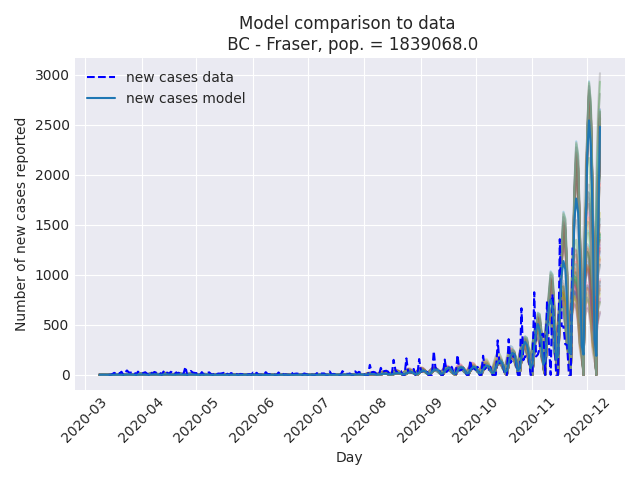 Model comparison to data
BC - Fraser, pop. = 1839068.0
new cases data
new cases model
Number of new cases reported
3000
2500
2000
1500
1000
500
0
2020-03
2020-04
2020-05
2020-06
2020-07
2020-08
2020-09
2020-10
2020-11
2020-12
Day